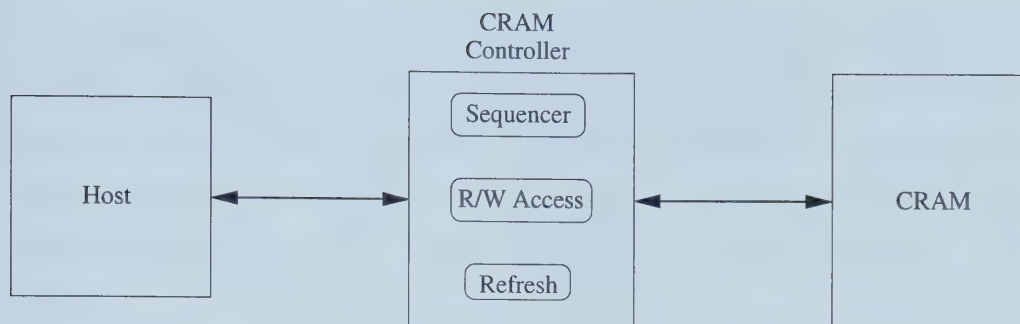 CRAM
Controller
Sequencer
Host
R/W Access
CRAM
Refresh